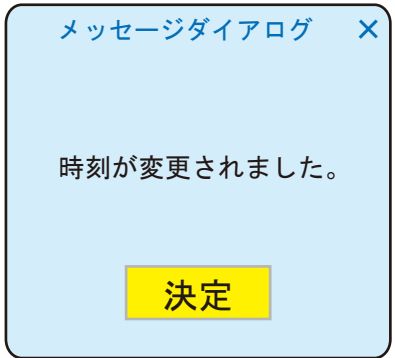 メッセージダイアログ ×
時刻が変更されました。
決定